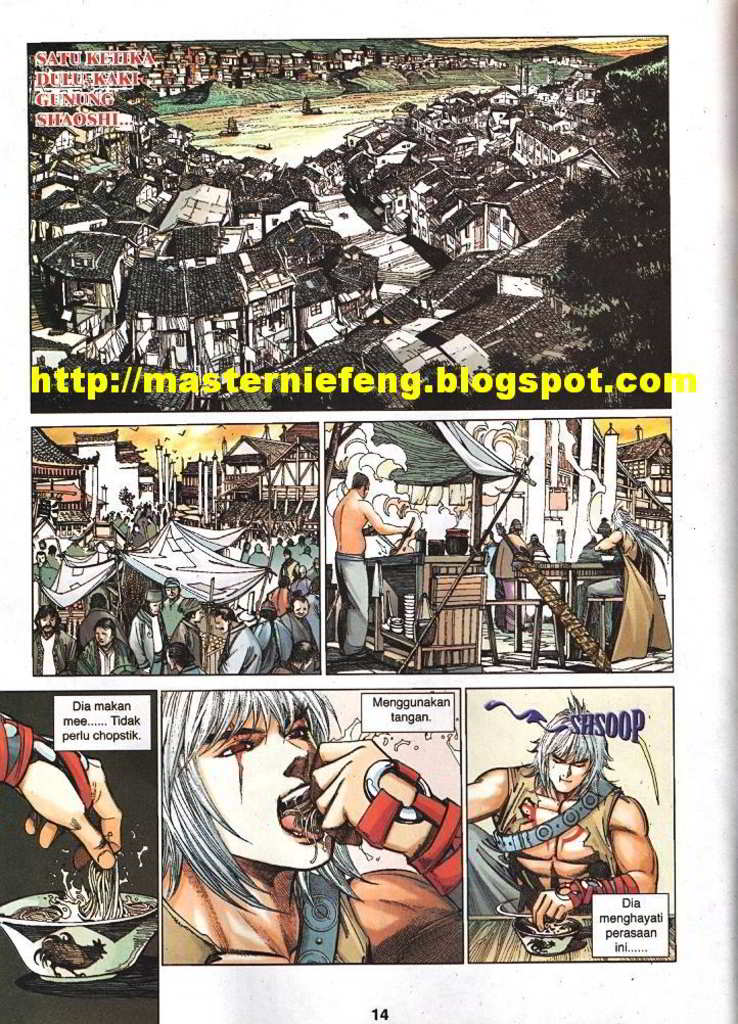 SATU KETIKA
DULU, KAKI
GUNUNG
SHAOSHI...
http://masterniefeng.blogspot.com
Dia makan
mee...... Tidak
perlu chopstik.
Menggunakan
tangan.
SHSOOP
Dia
menghayati
perasaan
ini......
14